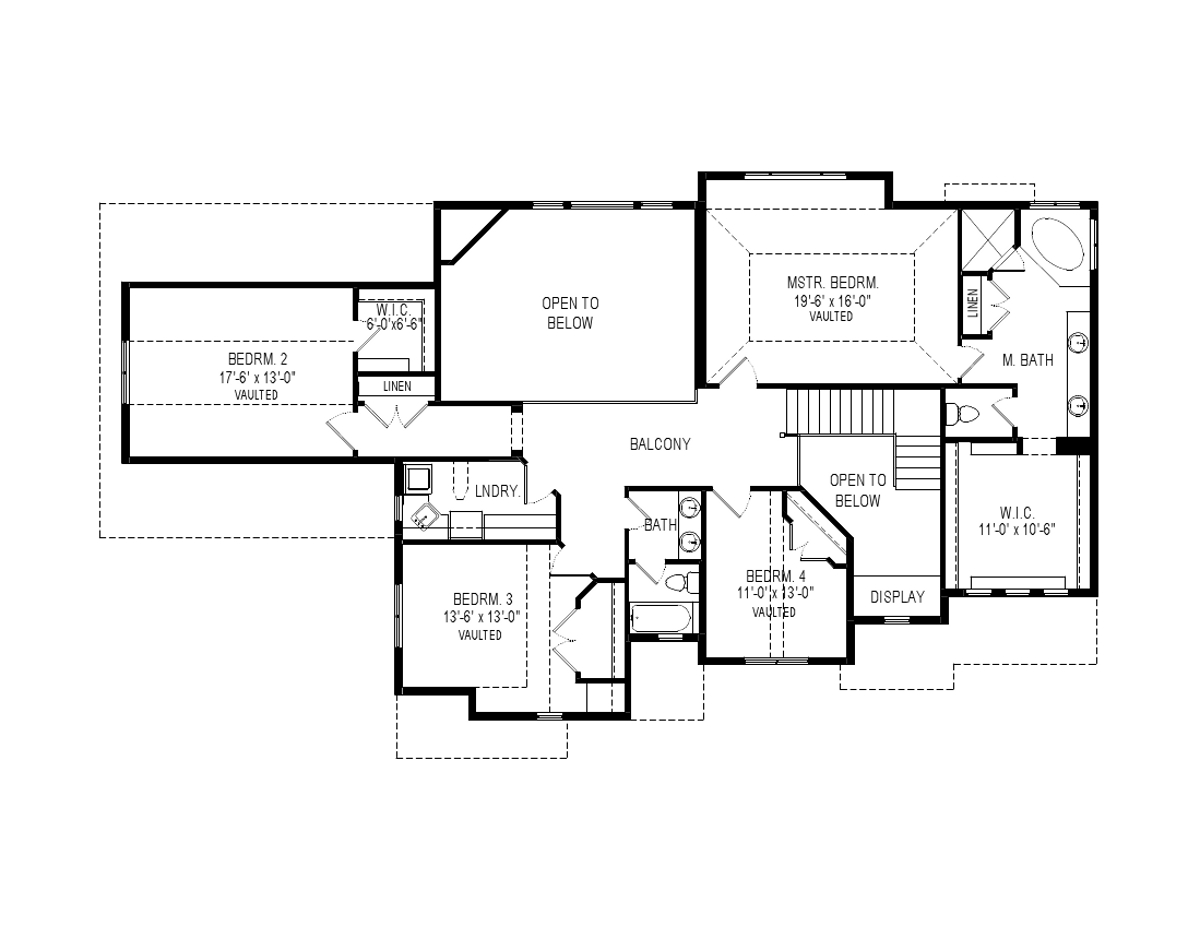 MSTR. BEDRM.
19'-6' x 16'-0"
VAULTED
OPEN TO
BELOW
LINEN
W.I.C.
6'-0'x6'-6"
M. BATH
BEDRM. 2
17'-6' x 13'-0"
VAULTED
LINEN
BALCONY
OPEN TO
BELOW
LNDRY.
BATH
W.I.C.
11'-0' x 10'-6"
BEDRM. 4
11'-0' x 13'-0"
VAULTED
DISPLAY
BEDRM. 3
13'-6' x 13'-0"
VAULTED